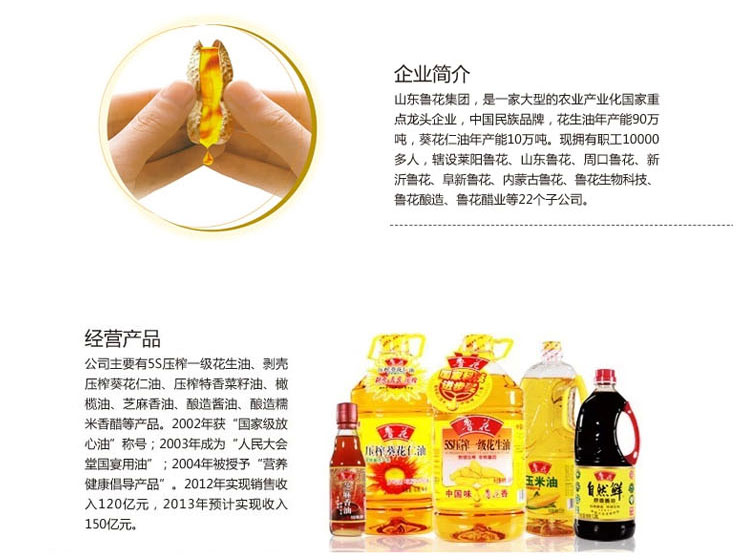 企业简介
山东鲁花集团，是一家大型的农业产业化国家重
点龙头企业，中国民族品牌，花生油年产能90万
吨，葵花仁油年产能10万吨。现拥有职工10000
多人，辖设莱阳鲁花、山东鲁花、周口鲁花、新
沂鲁花、阜新鲁花、内蒙古鲁花、鲁花生物科技、
鲁花酿造、鲁花醋业等22个子公司。
经营产品
公司主要有5S压榨一级花生油、剥壳
压榨葵花仁油、压榨特香菜籽油、橄
榄油、芝麻香油、酿造酱油、酿造糯
米香醋等产品。2002年获“国家级放
心油”称号；2003年成为“人民大会
堂国宴用油”；2004年被授予“营养
健康倡导产品”。2012年实现销售收
入120亿元，2013年预计实现收入
150亿元。
芝麻香油
鲁花
压榨葵花仁油
鲁花
5S压榨一级花生油
中国味
鲁花香
鲁花
玉米油
鲁花
自然鲜